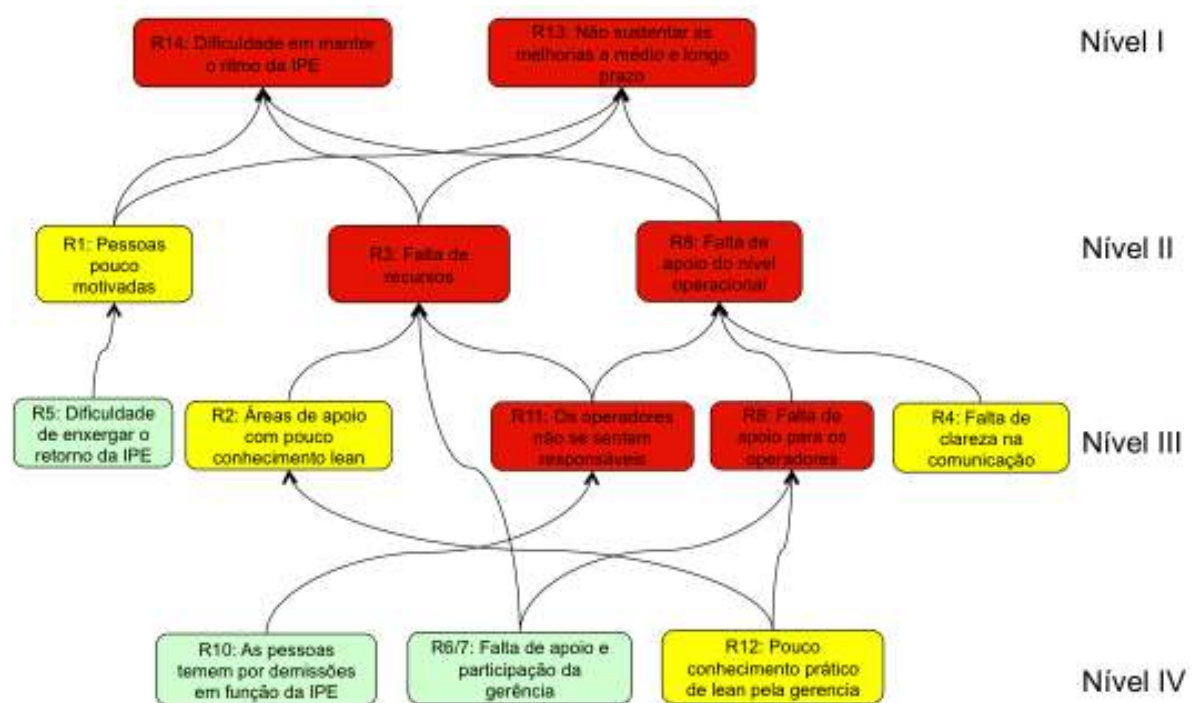 R14: Dificuldade em manter
o ritmo da IPE
R13: Não sustentar as
melhorias a médio e longo
prazo
Nível I
R1: Pessoas
pouco
motivadas
R3: Falta de
recursos
R8: Falta de
apoio do nível
operacional
Nível II
R5: Dificuldade
de enxergar o
retorno da IPE
R2: Áreas de apoio
com pouco
conhecimento lean
R11: Os operadores
não se sentem
responsáveis
R8: Falta de
apoio para os
operadores
R4: Falta de
clareza na
comunicação
Nível III
R10: As pessoas
temem por demissões
em função da IPE
R6/7: Falta de apoio e
participação da
gerência
R12: Pouco
conhecimento prático
de lean pela gerencia
Nível IV